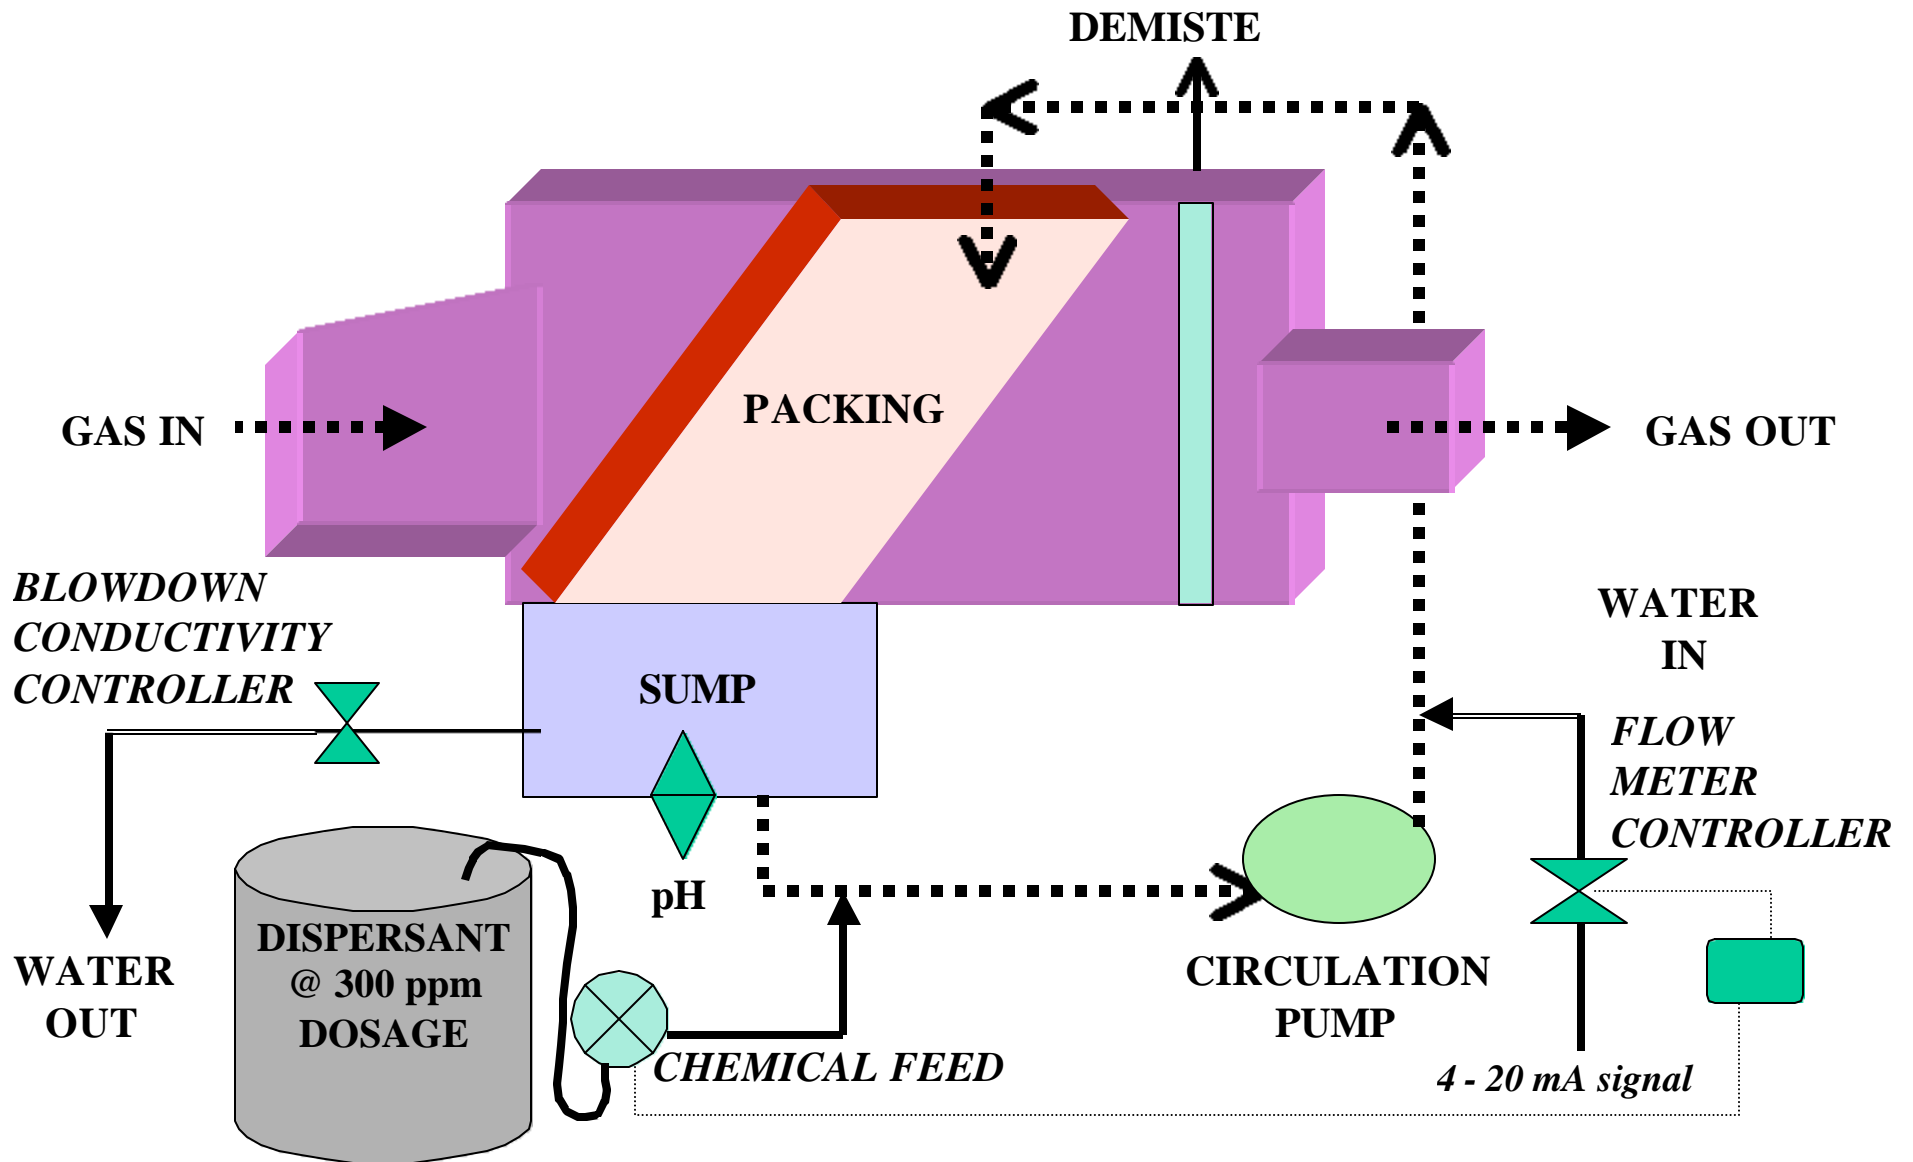 DEMISTE
GAS IN
PACKING
GAS OUT
BLOWDOWN
CONDUCTIVITY
CONTROLLER
SUMP
WATER
IN
FLOW
METER
CONTROLLER
pH
DISPERSANT
@ 300 ppm
DOSAGE
WATER
OUT
CIRCULATION
PUMP
CHEMICAL FEED
4 - 20 mA signal